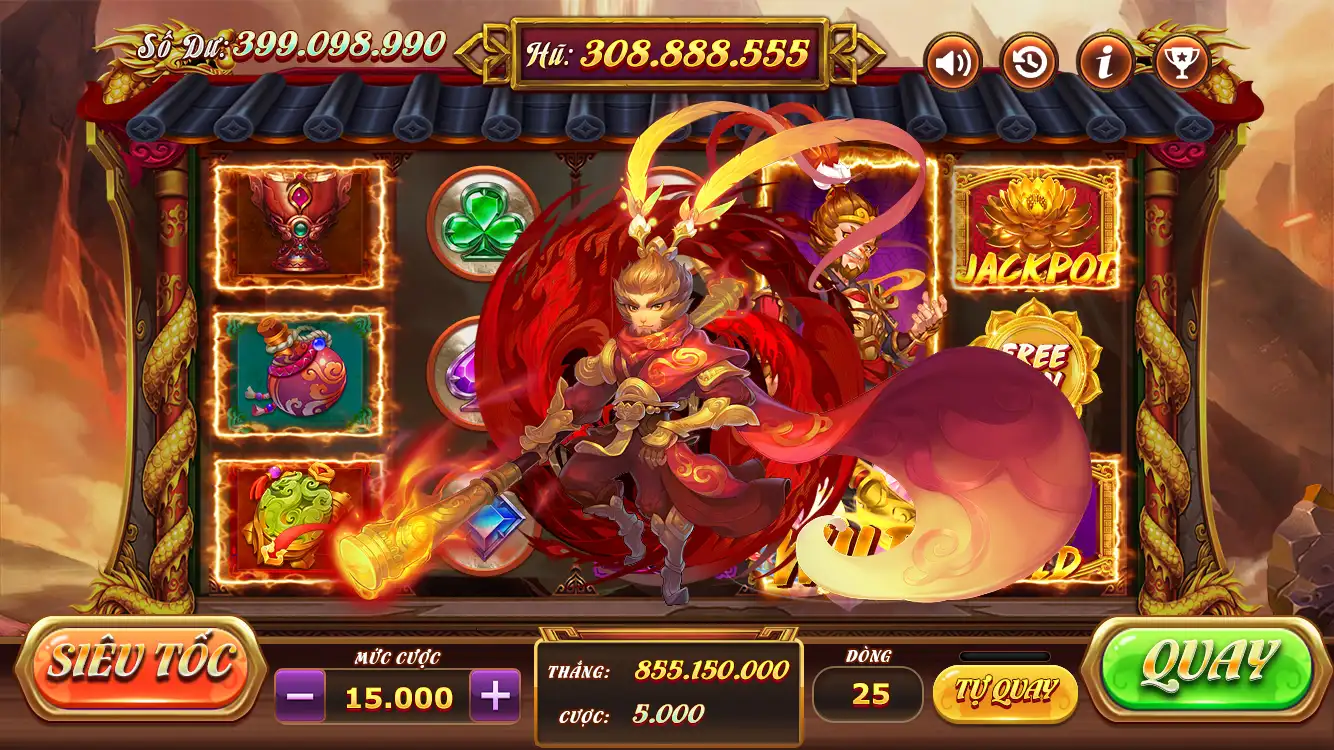 Số Dư: 399.098.990
Hũ: 308.888.555
JACKPOT
FREE
SIÊU TỐC
MỨC CƯỢC
15.000
THẮNG: 855.150.000
CƯỢC: 5.000
DÒNG
25
TỰ QUAY
QUAY